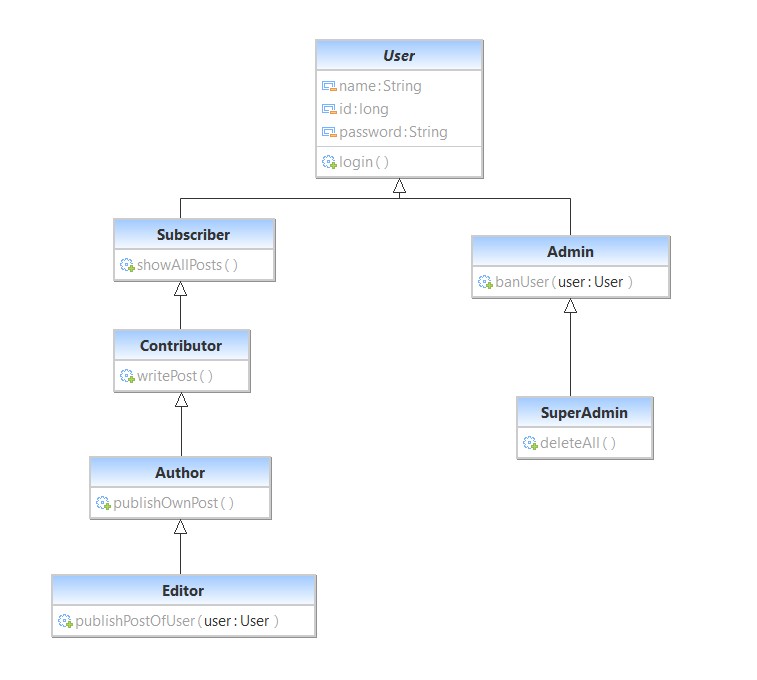 User
name : String
id : long
password : String
login ( )
Subscriber
showAllPosts ( )
Admin
banUser ( user : User )
Contributor
writePost ( )
SuperAdmin
deleteAll ( )
Author
publishOwnPost ( )
Editor
publishPostOfUser ( user : User )